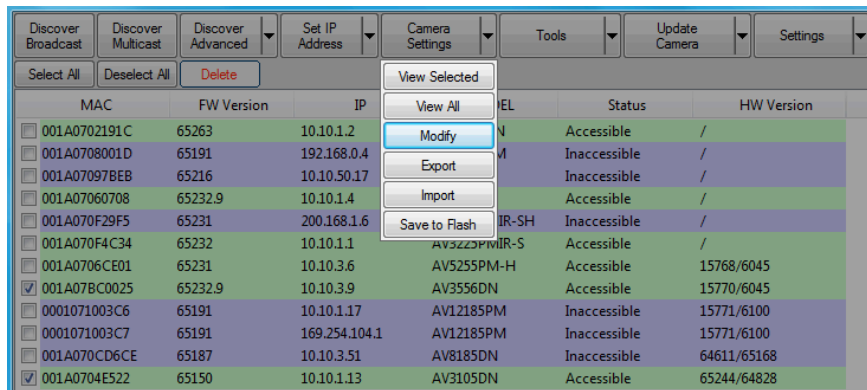 Discover Broadcast Discover Multicast Discover Advanced Set IP Address Camera Settings Tools Update Camera Settings
Select All Deselect All Delete
View Selected
View All
Modify
Export
Import
Save to Flash
MAC FW Version IP Status HW Version
001A0702191C 65263 10.10.1.2 Accessible /
001A0708001D 65191 192.168.0.4 Inaccessible /
001A07097BEB 65216 10.10.50.17 Inaccessible /
001A07060708 65232.9 10.10.1.4 Accessible /
001A070F29F5 65231 200.168.1.6 IR-SH Inaccessible /
001A070F4C34 65232 10.10.1.1 AV3225PMIR-S Accessible /
001A0706CE01 65231 10.10.3.6 AV5255PM-H Accessible 15768/6045
001A07BC0025 65232.9 10.10.3.9 AV3556DN Accessible 15770/6045
0001071003C6 65191 10.10.1.17 AV12185PM Inaccessible 15771/6100
0001071003C7 65191 169.254.104.1 AV12185PM Inaccessible 15771/6100
001A070CD6CE 65187 10.10.3.51 AV8185DN Inaccessible 64611/65168
001A0704E522 65150 10.10.1.13 AV3105DN Accessible 65244/64828